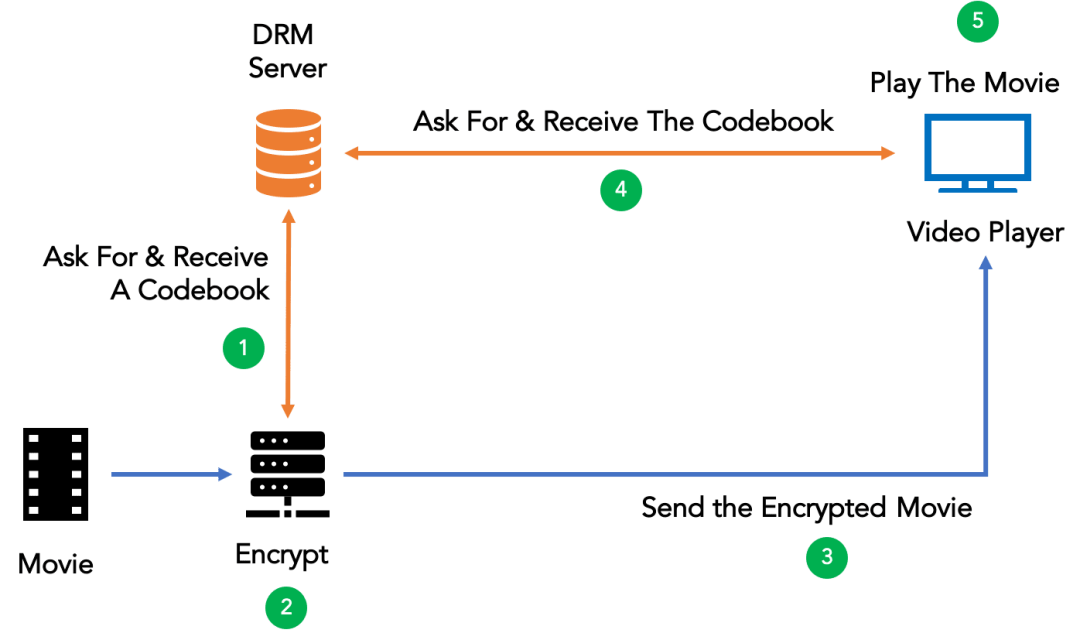 DRM
Server
5
Play The Movie
Ask For & Receive The Codebook
4
Video Player
Ask For & Receive
A Codebook
1
Send the Encrypted Movie
3
Encrypt
Movie
2